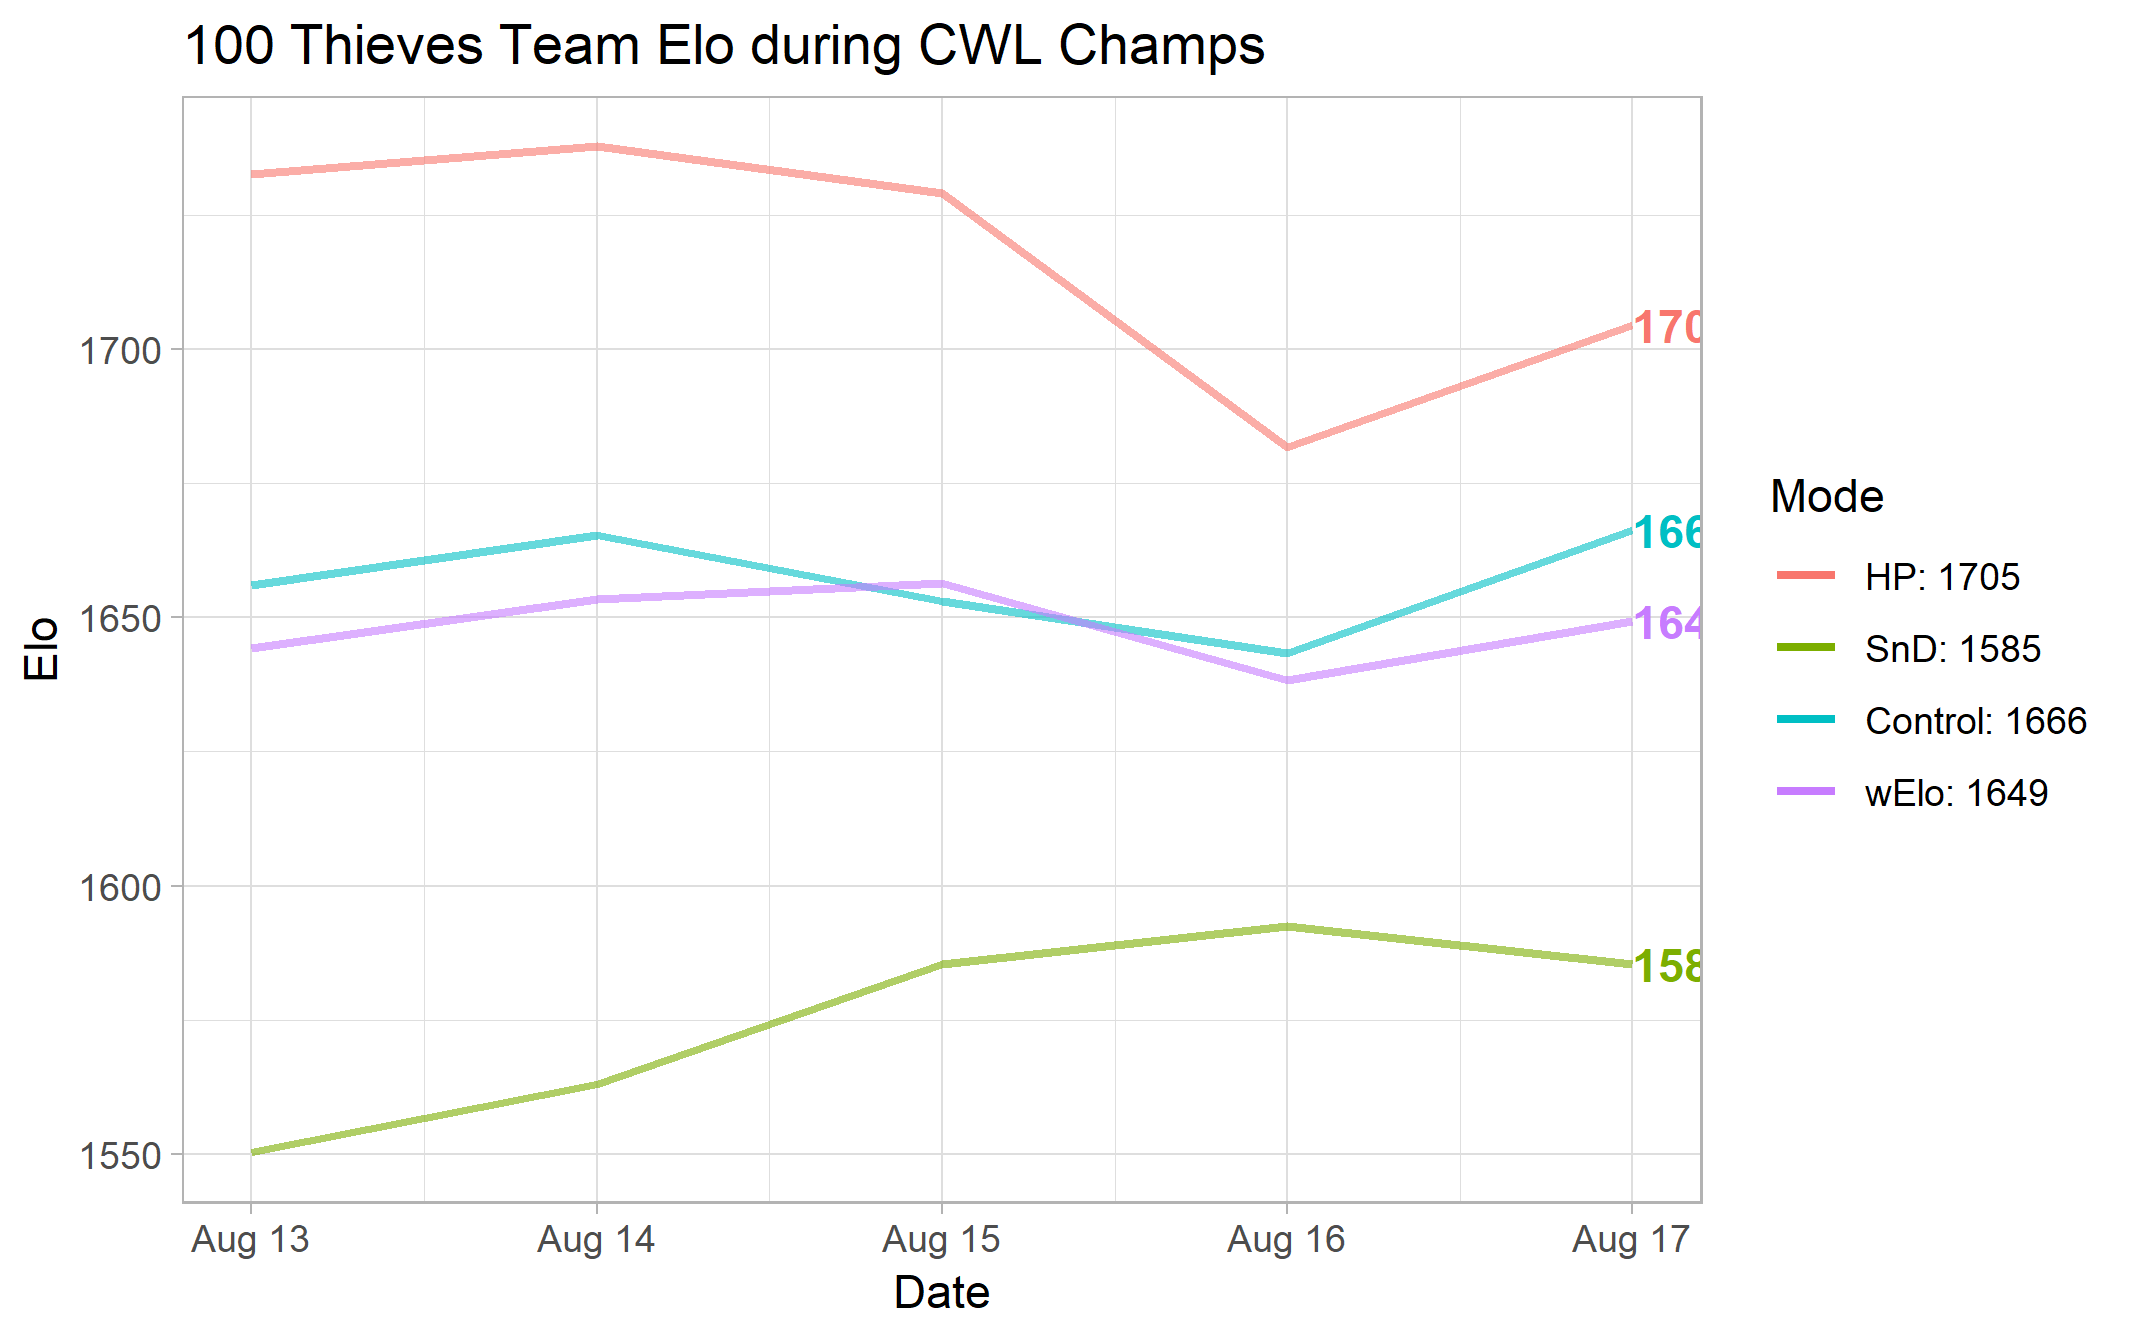 100 Thieves Team Elo during CWL Champs
Elo
1700
1650
1600
1550
170
166
164
158
Aug 13
Aug 14
Aug 15
Aug 16
Aug 17
Date
Mode
HP: 1705
SnD: 1585
Control: 1666
wElo: 1649